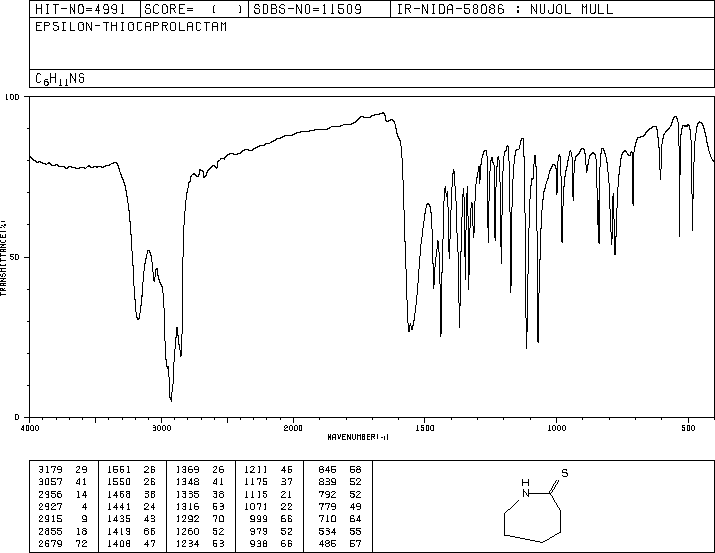 HIT-NO=4991 SCORE= ( ) SDBS-NO=11509 IR-NIDA-58086 : NUJOL MULL
EPSILON-THIOCAPROLACTAM
C6H11NS
100
50
0
TRANSMITTANCE(%)
4000 3000 2000 1500 1000 500
WAVENUMBER(-1)
3179 29 1561 26 1369 26 1211 46 845 58
3057 41 1550 26 1348 41 1175 37 839 52
2956 14 1468 38 1335 38 1115 21 792 52
2927 4 1441 24 1316 53 1071 22 779 49
2915 9 1435 43 1292 70 999 66 710 64
2855 18 1419 66 1260 52 979 52 534 55
2679 72 1408 47 1234 53 938 66 486 57
H
N
S